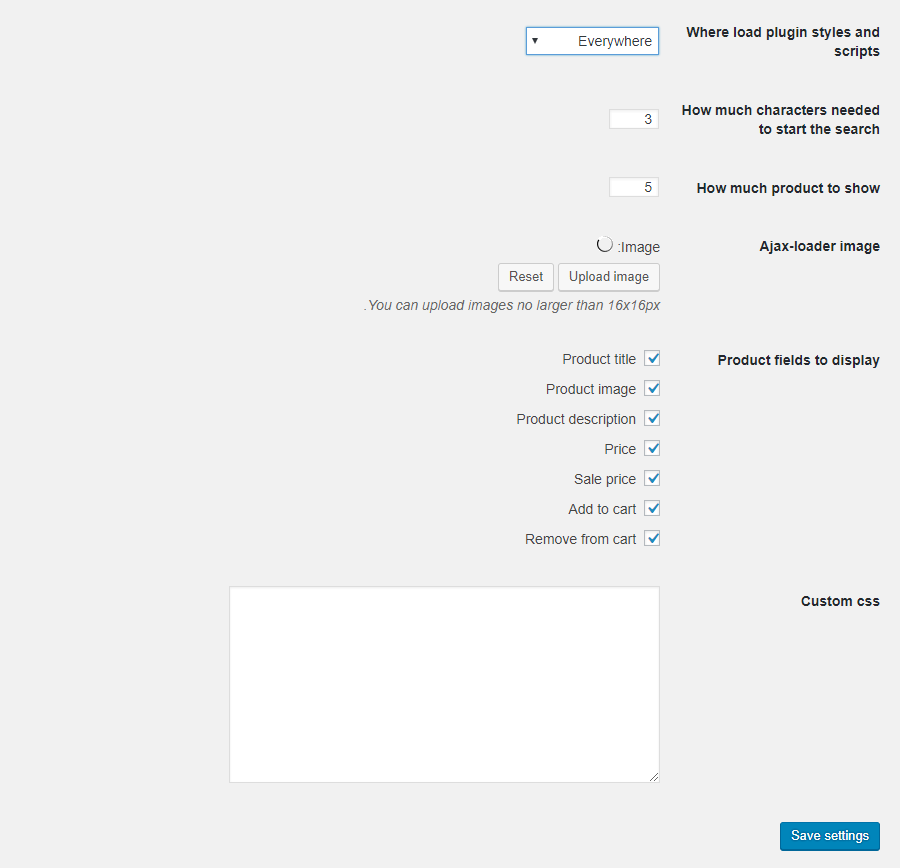 Where load plugin styles and
scripts
Everywhere
How much characters needed
to start the search
3
How much product to show
5
Ajax-loader image
:Image
Upload image
Reset
.You can upload images no larger than 16x16px
Product fields to display
Product title
Product image
Product description
Price
Sale price
Add to cart
Remove from cart
Custom css
Save settings